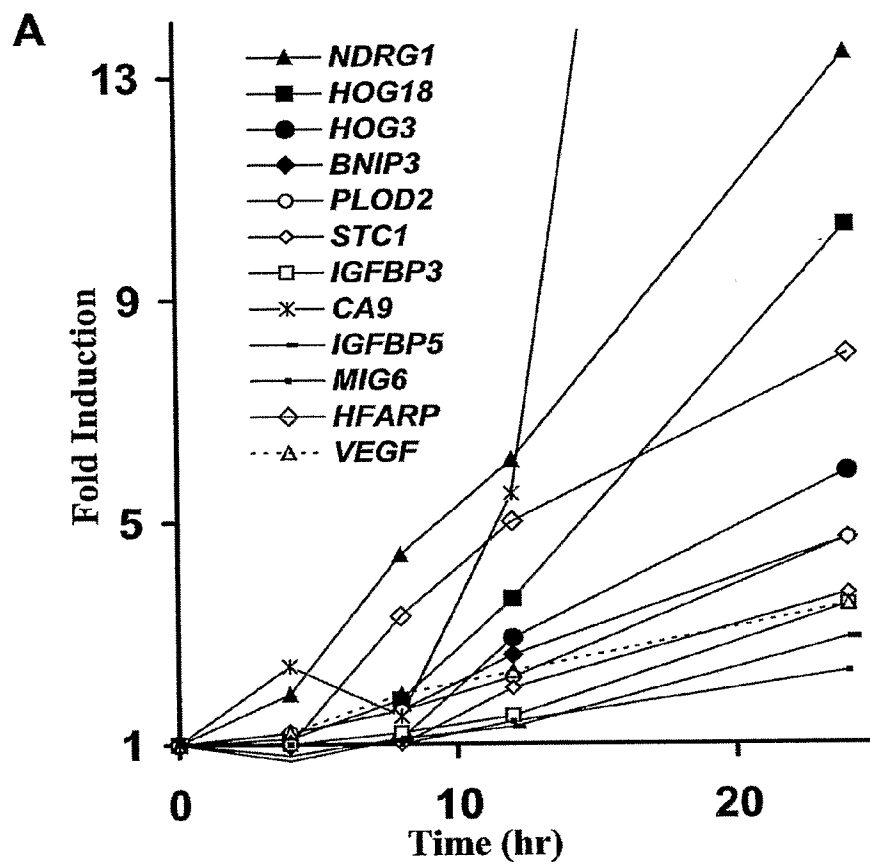 A
13
9
5
1
Fold Induction
NDRG1
HOG18
HOG3
BNIP3
PLOD2
STC1
IGFBP3
CA9
IGFBP5
MIG6
HFARP
VEGF
0 10 20
Time (hr)